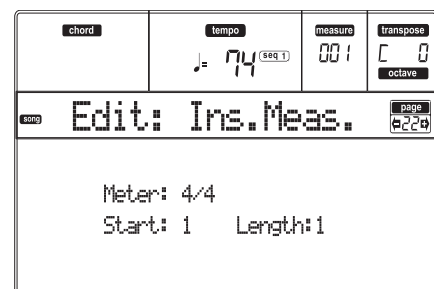 chord tempo measure transpose
♩= 74 seq 1 001 C 0
octave
song Edit: Ins.Meas. page
22
Meter: 4/4
Start: 1 Length:1